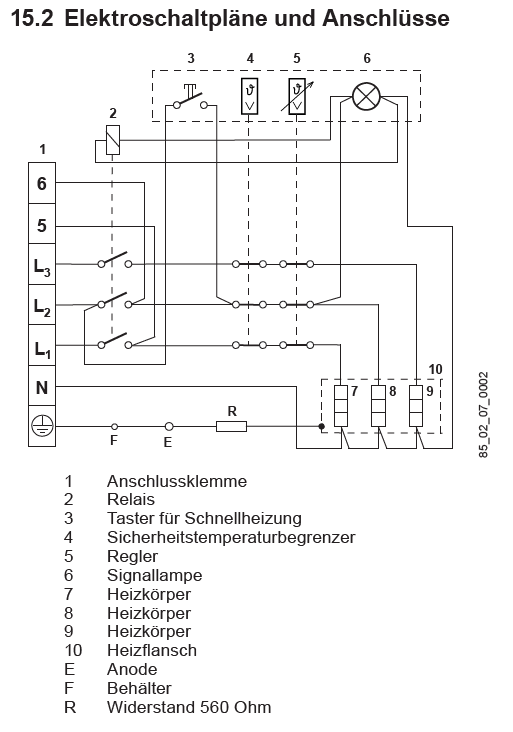 15.2 Elektroschaltpläne und Anschlüsse
3 4 5 6
2
1
ϑ ϑ
6
5
L3
L2
L1
N
10
7 8 9
R
F E
85_02_07_0002
1 Anschlussklemme
2 Relais
3 Taster für Schnellheizung
4 Sicherheitstemperaturbegrenzer
5 Regler
6 Signallampe
7 Heizkörper
8 Heizkörper
9 Heizkörper
10 Heizflansch
E Anode
F Behälter
R Widerstand 560 Ohm